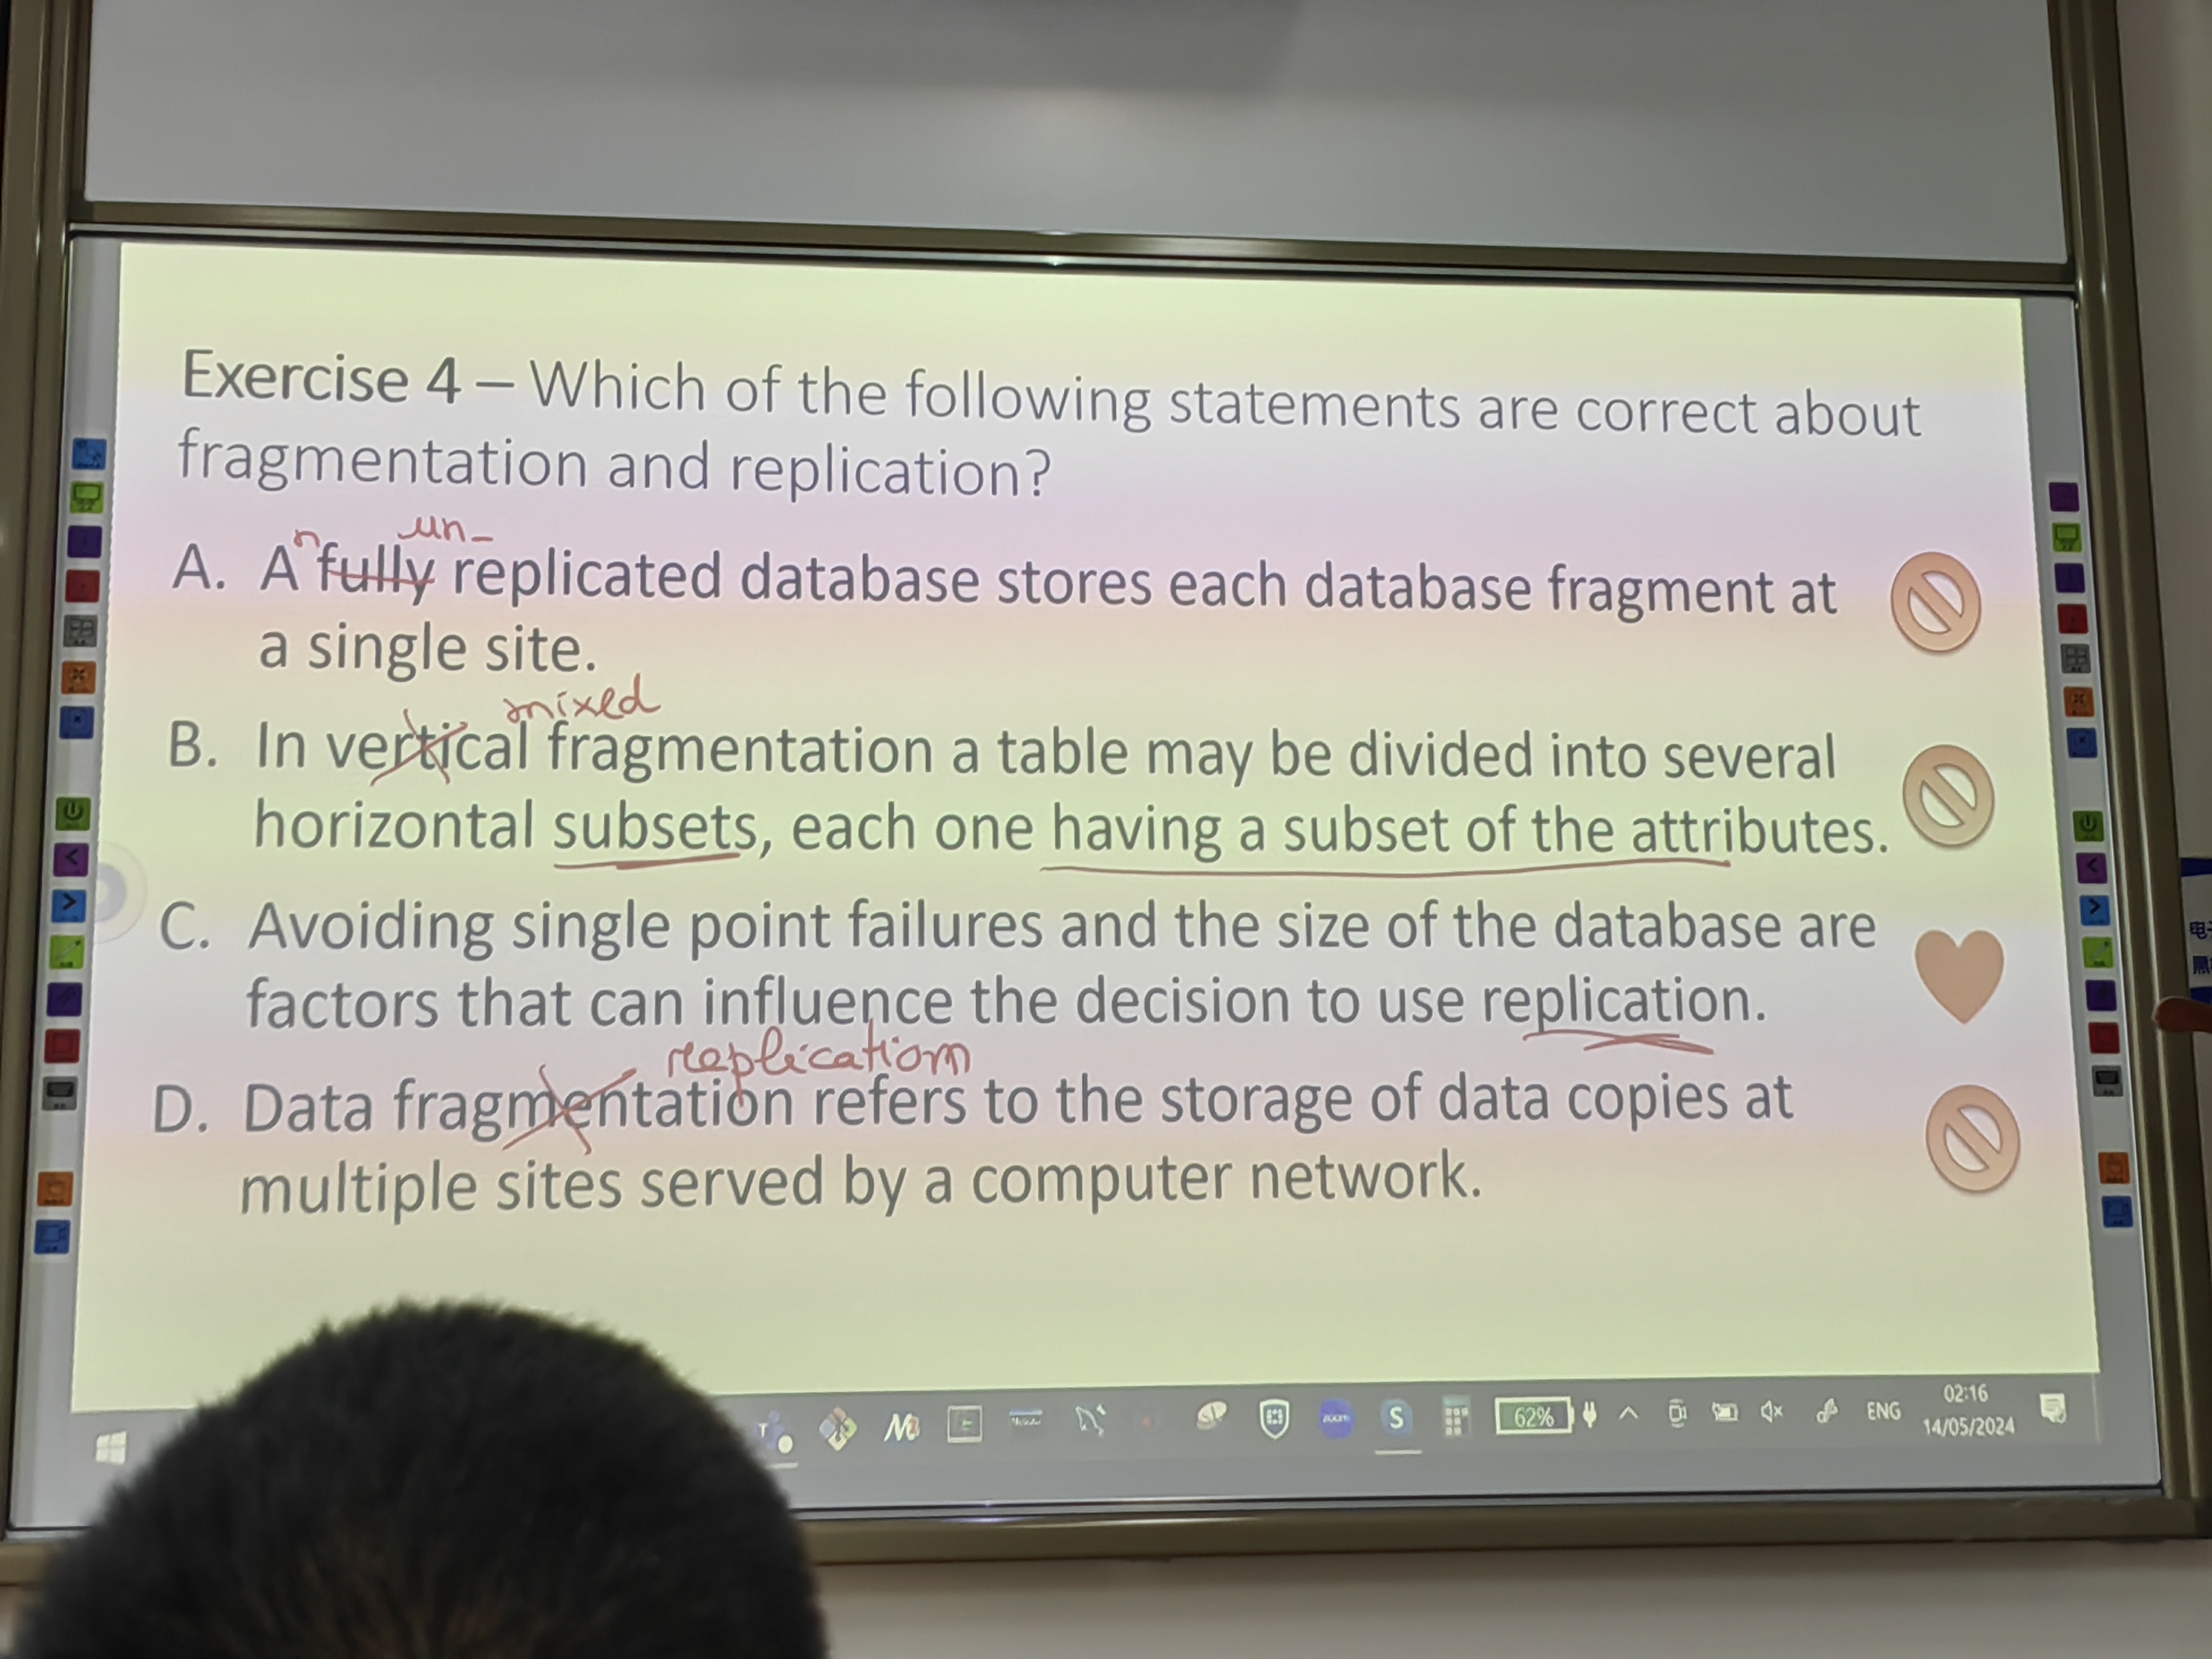 Exercise 4 – Which of the following statements are correct about
fragmentation and replication?
n un-
A. A fully replicated database stores each database fragment at
a single site.
mixed
B. In vertical fragmentation a table may be divided into several
horizontal subsets, each one having a subset of the attributes.
C. Avoiding single point failures and the size of the database are
factors that can influence the decision to use replication.
replication
D. Data fragmentation refers to the storage of data copies at
multiple sites served by a computer network.
zoom S 62% ENG 02:16
14/05/2024